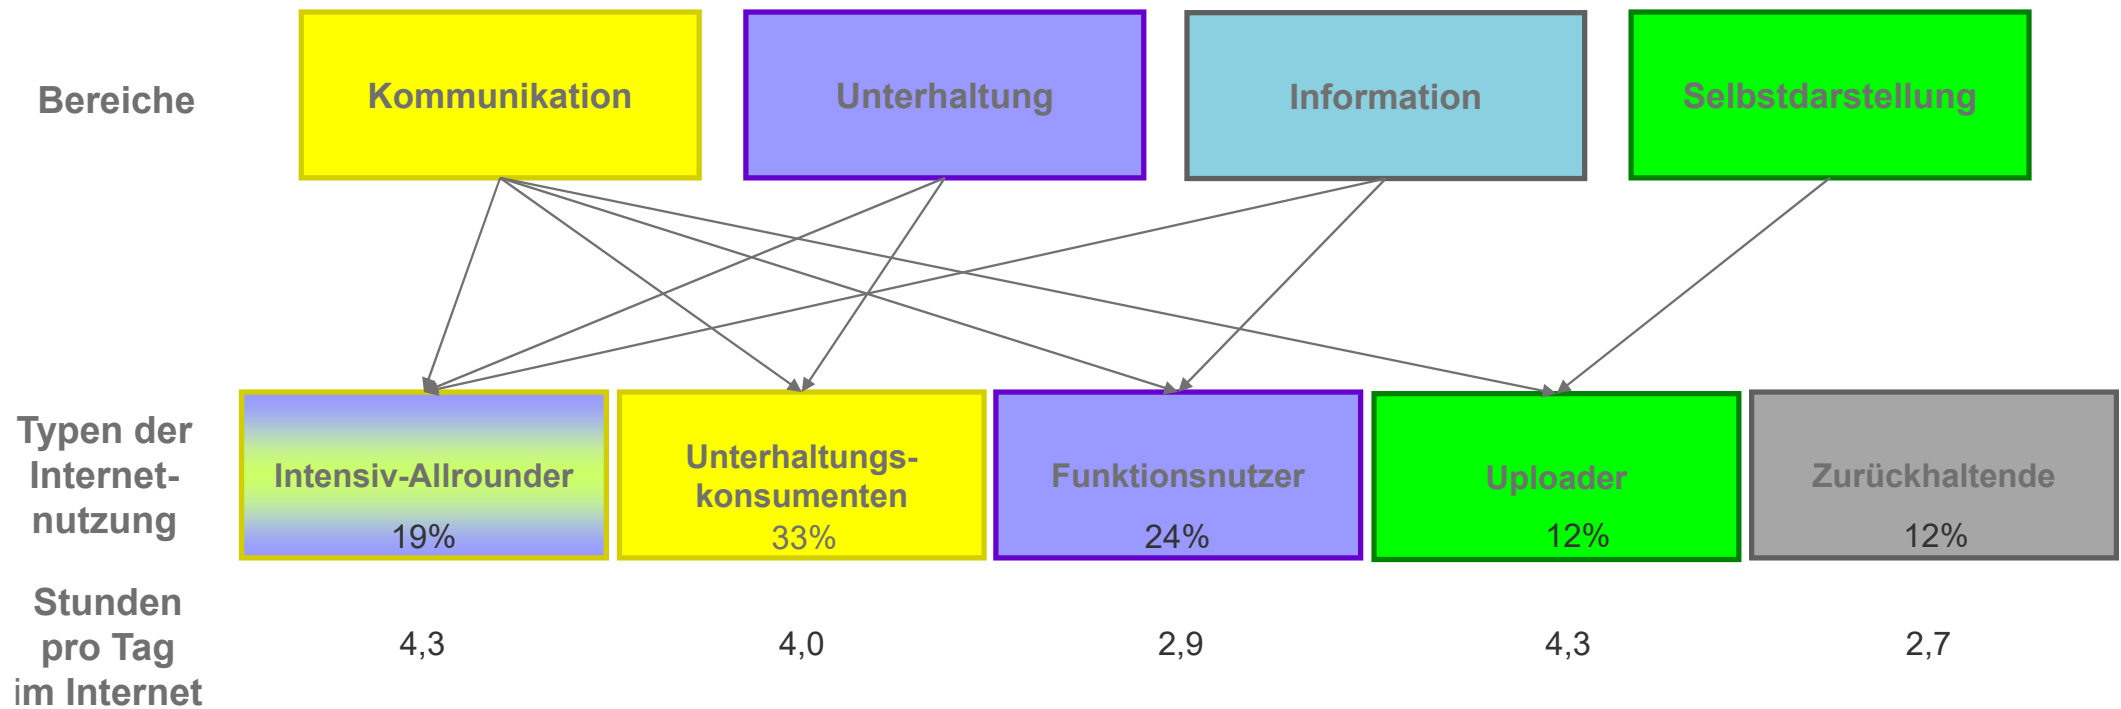 Bereiche
Kommunikation
Unterhaltung
Information
Selbstdarstellung
Typen der
Internet-
nutzung
Intensiv-Allrounder
19%
Unterhaltungs-
konsumenten
33%
Funktionsnutzer
24%
Uploader
12%
Zurückhaltende
12%
Stunden
pro Tag
im Internet
4,3
4,0
2,9
4,3
2,7